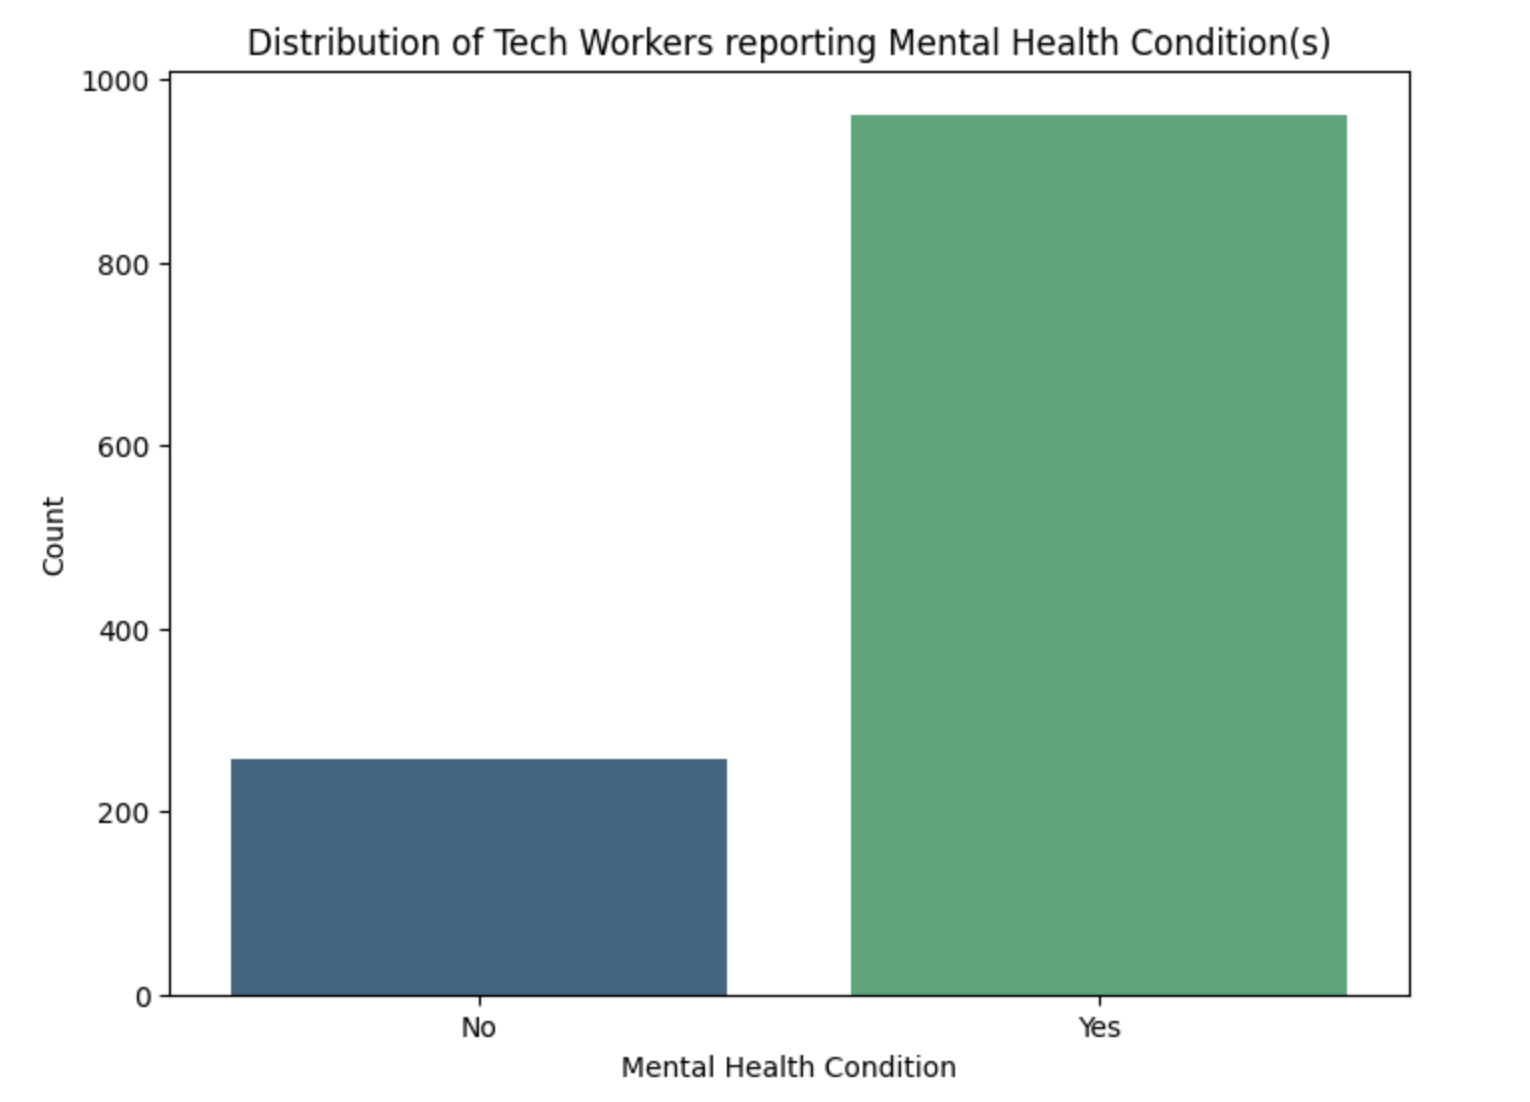 Distribution of Tech Workers reporting Mental Health Condition(s)
1000
800
600
400
200
0
Count
No Yes
Mental Health Condition